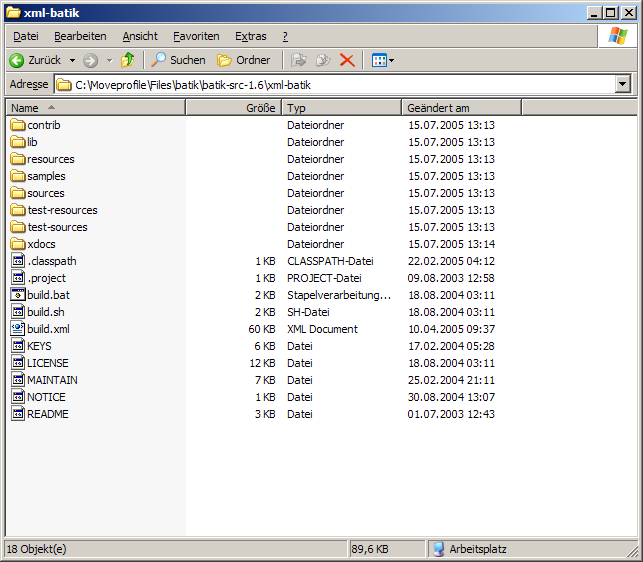 xml-batik
Datei Bearbeiten Ansicht Favoriten Extras ?
Zurück Suchen Ordner
Adresse C:\Moveprofile\Files\batik\batik-src-1.6\xml-batik
Name Größe Typ Geändert am
contrib Dateiordner 15.07.2005 13:13
lib Dateiordner 15.07.2005 13:13
resources Dateiordner 15.07.2005 13:13
samples Dateiordner 15.07.2005 13:13
sources Dateiordner 15.07.2005 13:13
test-resources Dateiordner 15.07.2005 13:13
test-sources Dateiordner 15.07.2005 13:13
xdocs Dateiordner 15.07.2005 13:14
.classpath 1 KB CLASSPATH-Datei 22.02.2005 04:12
.project 1 KB PROJECT-Datei 09.08.2003 12:58
build.bat 2 KB Stapelverarbeitung... 18.08.2004 03:11
build.sh 2 KB SH-Datei 18.08.2004 03:11
build.xml 60 KB XML Document 10.04.2005 09:37
KEYS 6 KB Datei 17.02.2004 05:28
LICENSE 12 KB Datei 18.08.2004 03:11
MAINTAIN 7 KB Datei 25.02.2004 21:11
NOTICE 1 KB Datei 30.08.2004 13:07
README 3 KB Datei 01.07.2003 12:43
18 Objekt(e) 89,6 KB Arbeitsplatz